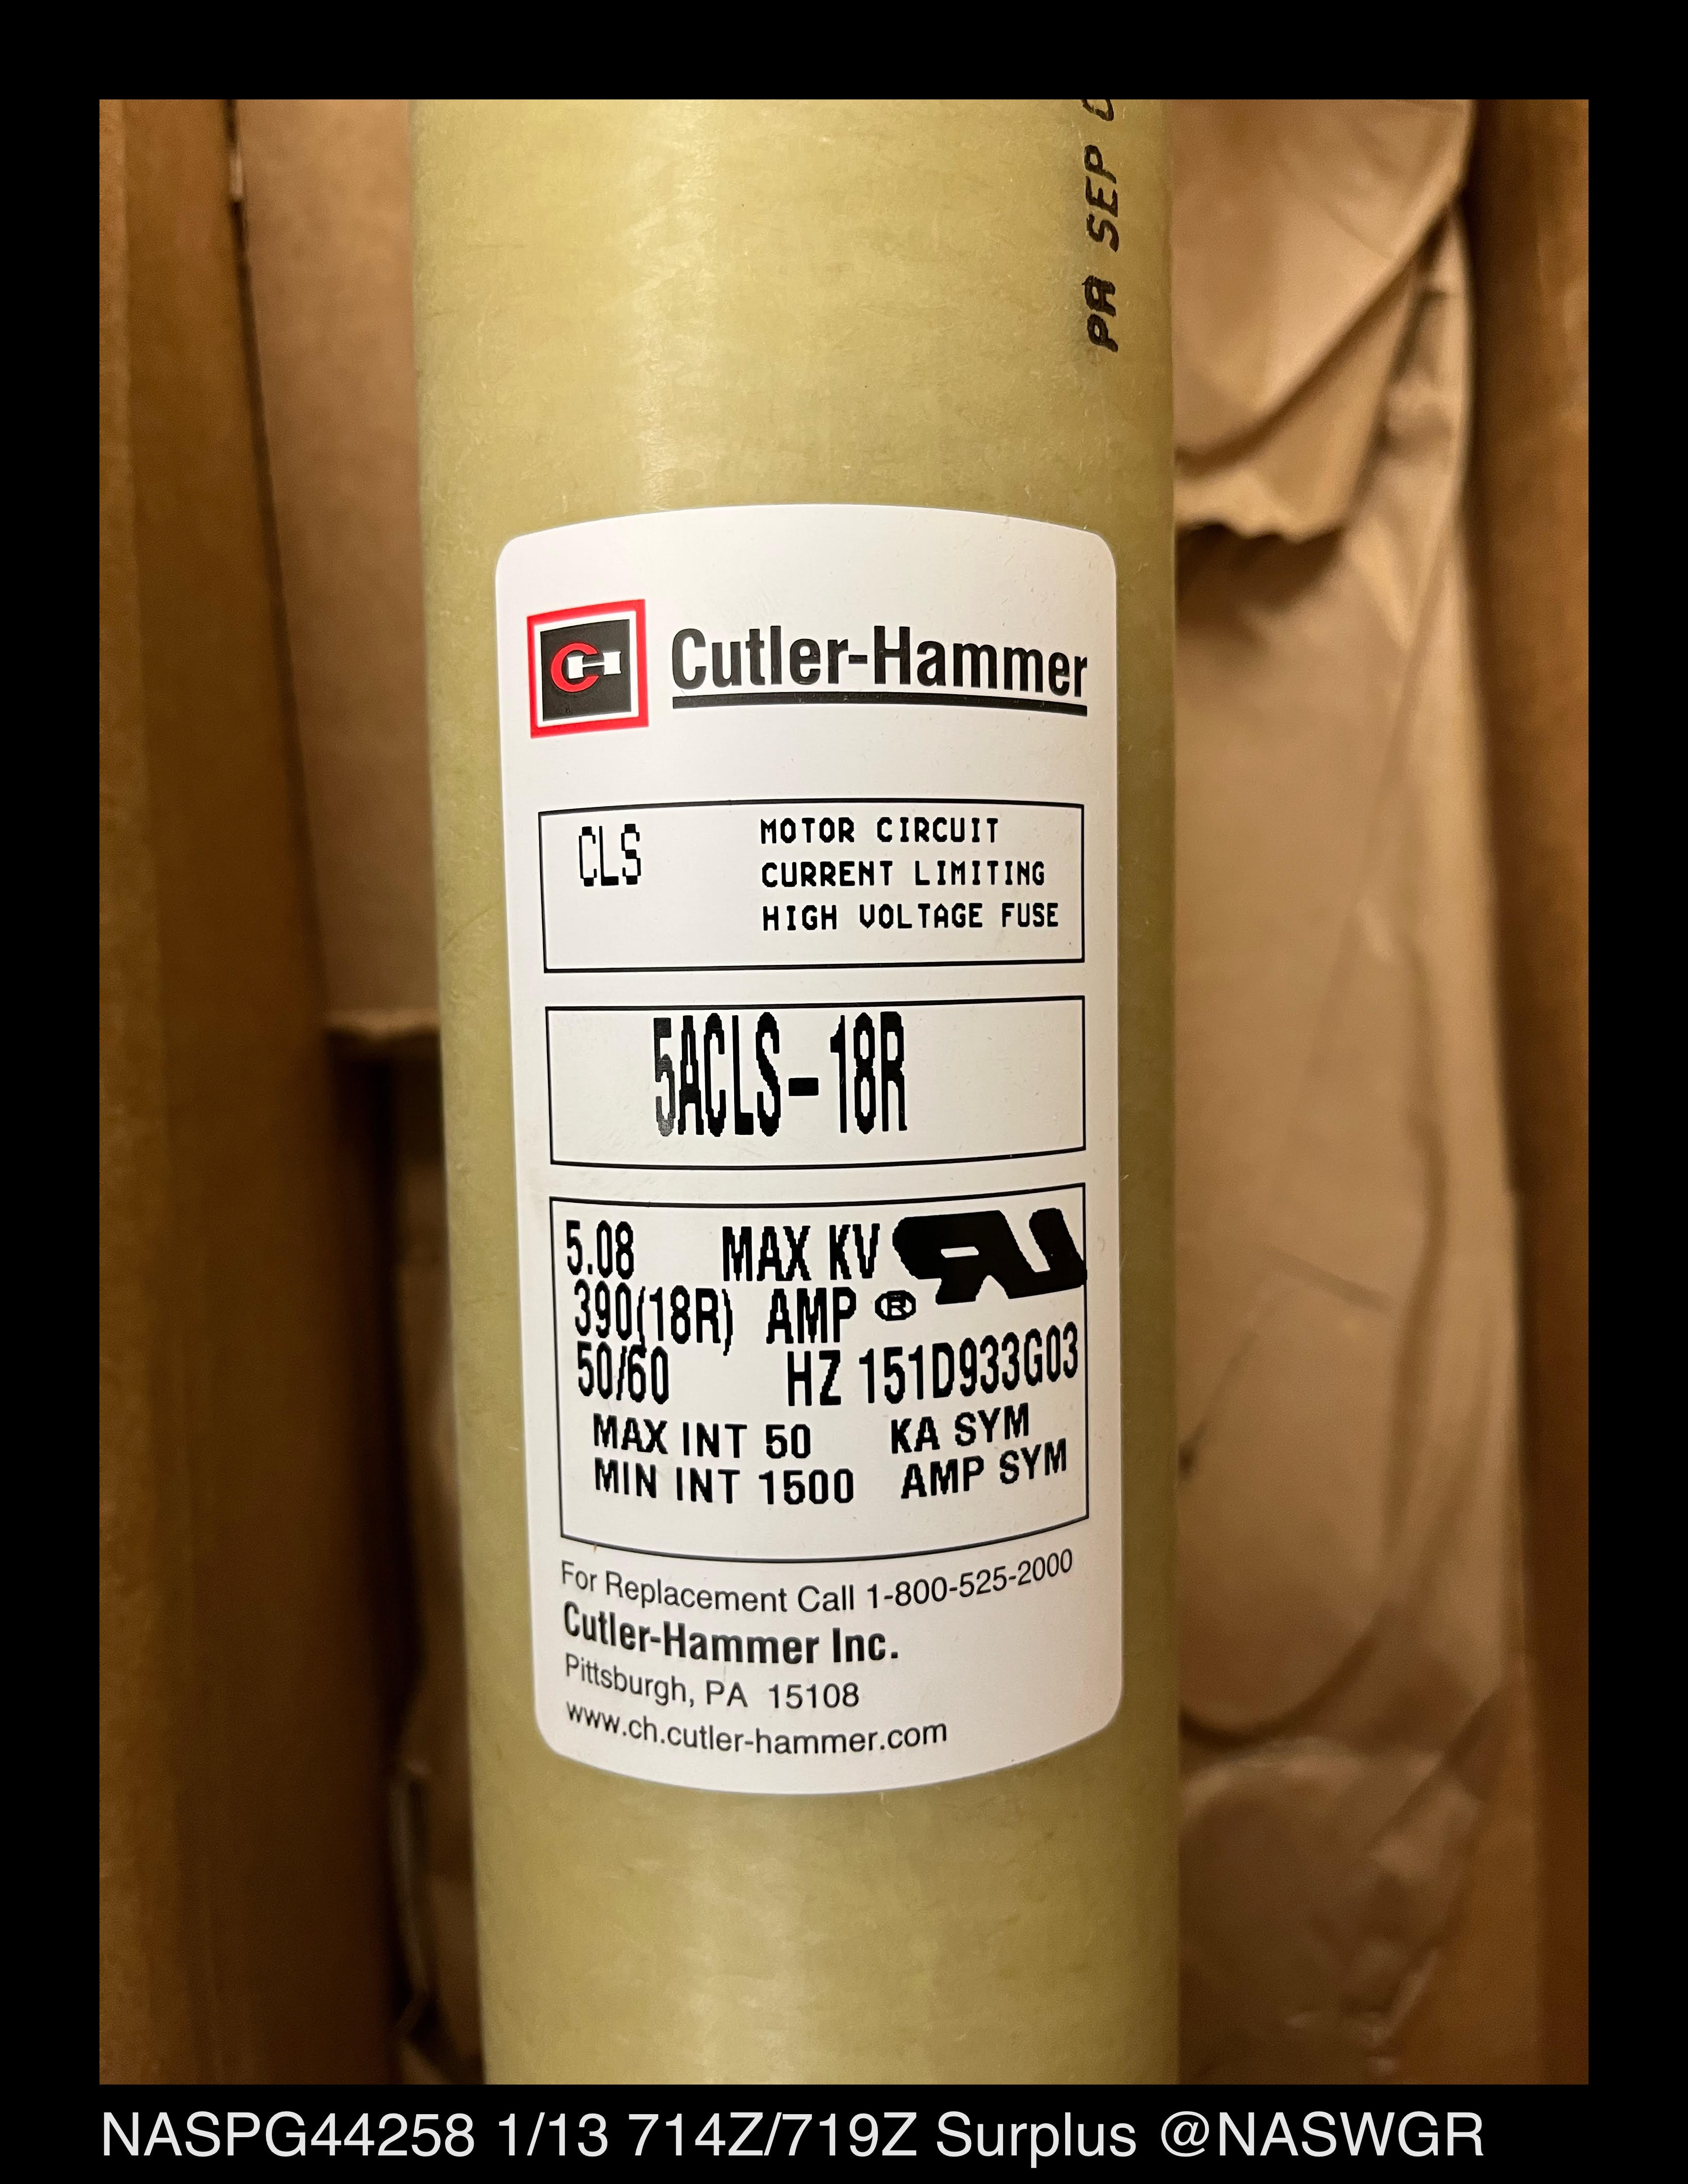 PA SEP
Cutler-Hammer
CLS
MOTOR CIRCUIT
CURRENT LIMITING
HIGH VOLTAGE FUSE
5ACLS-18R
5.08 MAX KV
390(18R) AMP ®
50/60 HZ 151D933G03
MAX INT 50 KA SYM
MIN INT 1500 AMP SYM
For Replacement Call 1-800-525-2000
Cutler-Hammer Inc.
Pittsburgh, PA 15108
www.ch.cutler-hammer.com
NASPG44258 1/13 714Z/719Z Surplus @NASWGR